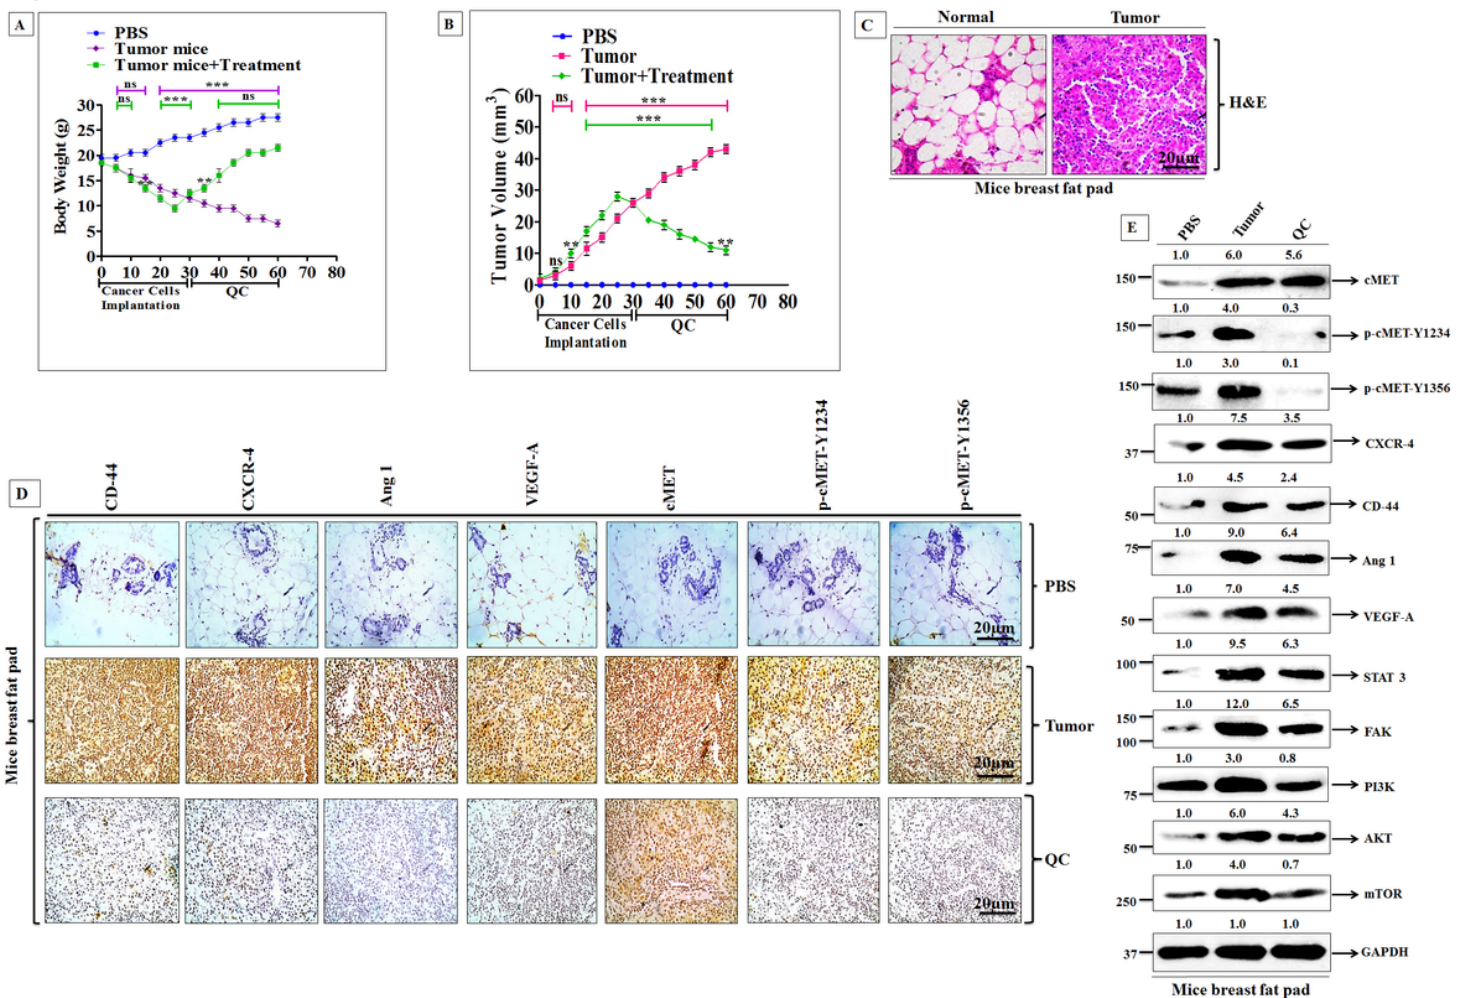 A
PBS
Tumor mice
Tumor mice+Treatment
ns
***
ns
***
ns
**
**
Body Weight (g)
30
25
20
15
10
5
0
0 10 20 30 40 50 60 70 80
Cancer Cells
Implantation
QC
B
PBS
Tumor
Tumor+Treatment
ns
***
***
ns
**
**
Tumor Volume (mm3)
60
50
40
30
20
10
0
0 10 20 30 40 50 60 70 80
Cancer Cells
Implantation
QC
C
Normal
Tumor
H&E
20μm
Mice breast fat pad
D
CD-44
CXCR-4
Ang 1
VEGF-A
cMET
p-cMET-Y1234
p-cMET-Y1356
Mice breast fat pad
PBS
20μm
Tumor
20μm
QC
20μm
E
PBS
Tumor
QC
1.0 6.0 5.6
150 cMET
1.0 4.0 0.3
150 p-cMET-Y1234
1.0 3.0 0.1
150 p-cMET-Y1356
1.0 7.5 3.5
37 CXCR-4
1.0 4.5 2.4
50 CD-44
1.0 9.0 6.4
75 Ang 1
1.0 7.0 4.5
50 VEGF-A
1.0 9.5 6.3
100 STAT 3
1.0 12.0 6.5
150
100 FAK
1.0 3.0 0.8
75 PI3K
1.0 6.0 4.3
50 AKT
1.0 4.0 0.7
250 mTOR
1.0 1.0 1.0
37 GAPDH
Mice breast fat pad